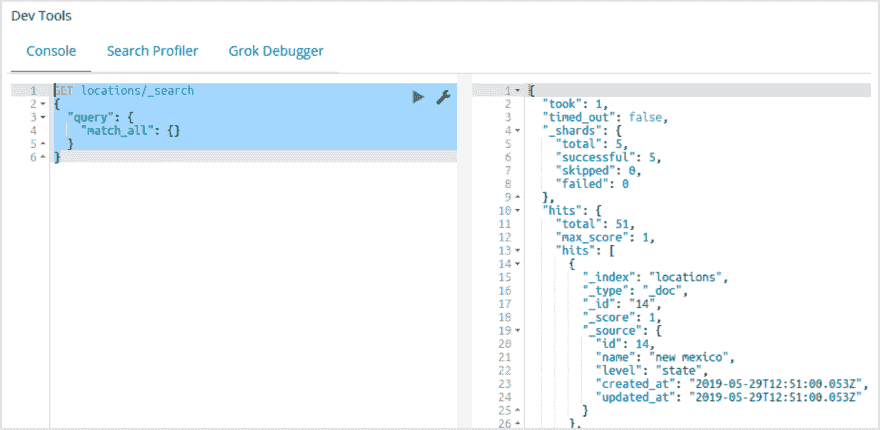 Dev Tools
Console Search Profiler Grok Debugger
1 GET locations/_search
2 {
3 "query": {
4 "match_all": {}
5 }
6 }
1 {
2 "took": 1,
3 "timed_out": false,
4 "_shards": {
5 "total": 5,
6 "successful": 5,
7 "skipped": 0,
8 "failed": 0
9 },
10 "hits": {
11 "total": 51,
12 "max_score": 1,
13 "hits": [
14 {
15 "_index": "locations",
16 "_type": "_doc",
17 "_id": "14",
18 "_score": 1,
19 "_source": {
20 "id": 14,
21 "name": "new mexico",
22 "level": "state",
23 "created_at": "2019-05-29T12:51:00.053Z",
24 "updated_at": "2019-05-29T12:51:00.053Z"
25 }
26 },